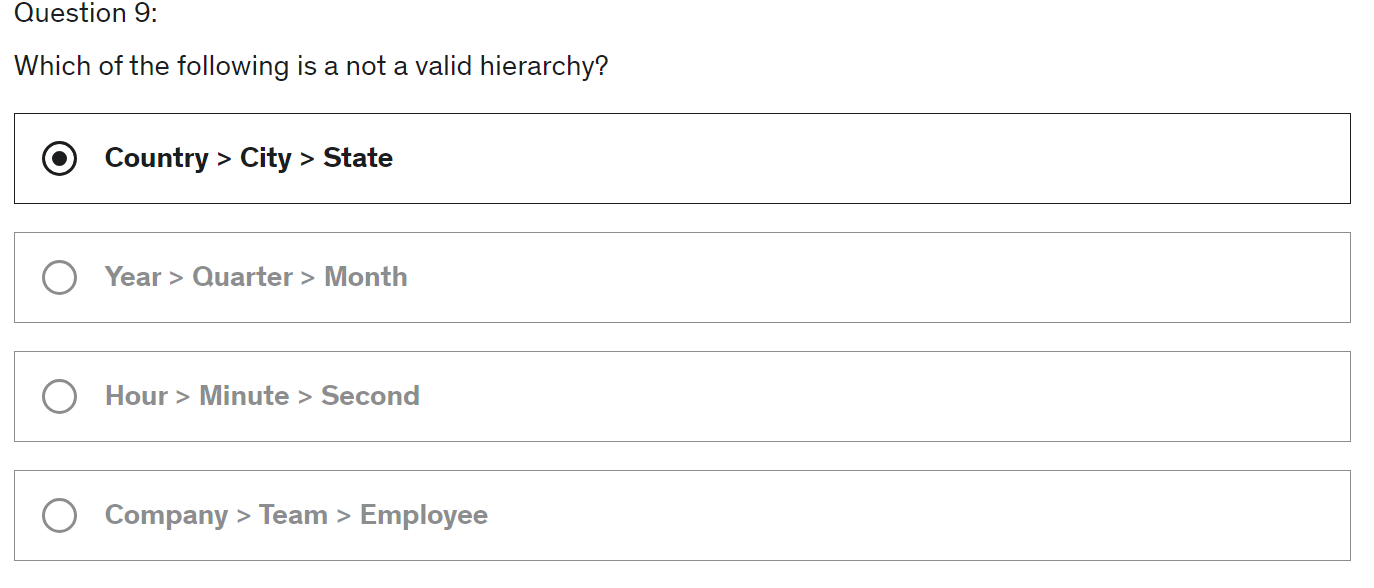 Question 9:
Which of the following is a not a valid hierarchy?
Country > City > State
Year > Quarter > Month
Hour > Minute > Second
Company > Team > Employee